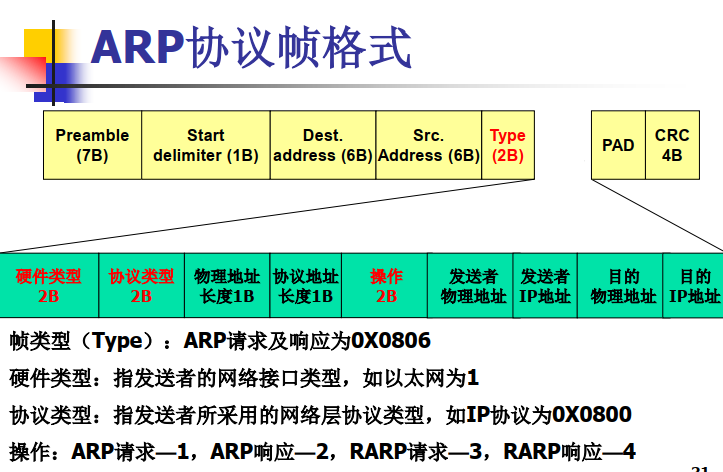 ARP协议帧格式
Preamble Start Dest. Src. Type PAD CRC
(7B) delimiter (1B) address (6B) Address (6B) (2B) 4B
硬件类型 协议类型 物理地址 协议地址 操作 发送者 发送者 目的 目的
2B 2B 长度1B 长度1B 2B 物理地址 IP地址 物理地址 IP地址
帧类型（Type）：ARP请求及响应为0X0806
硬件类型：指发送者的网络接口类型，如以太网为1
协议类型：指发送者所采用的网络层协议类型，如IP协议为0X0800
操作：ARP请求—1，ARP响应—2，RARP请求—3，RARP响应—4